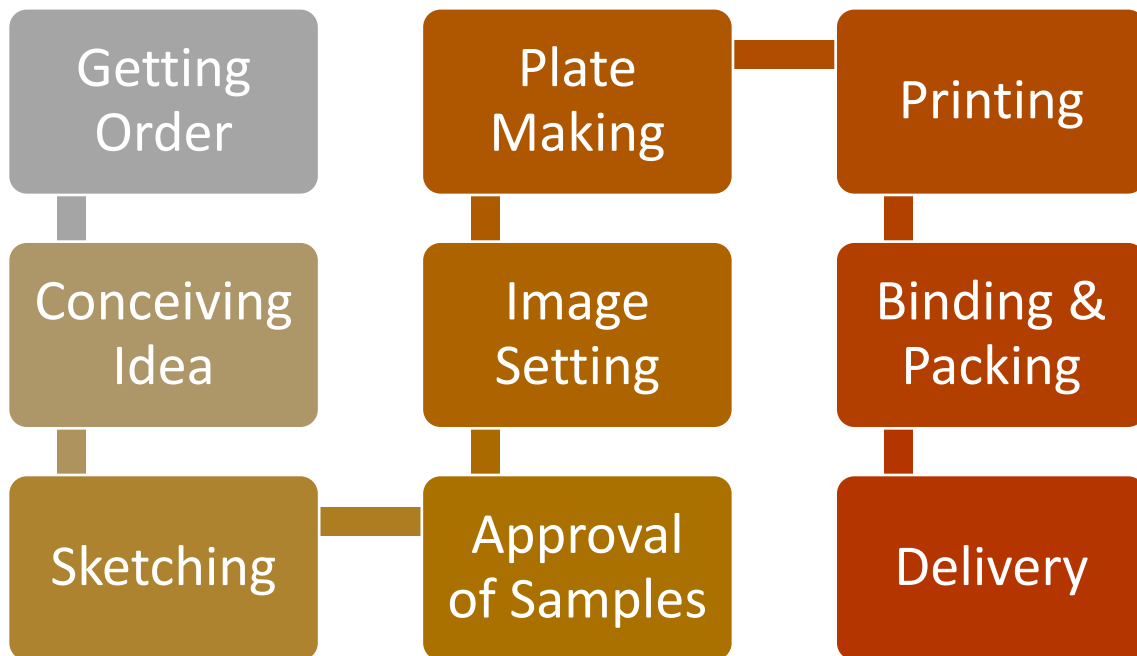 Getting
Order
Conceiving
Idea
Sketching
Approval
of Samples
Image
Setting
Plate
Making
Printing
Binding &
Packing
Delivery